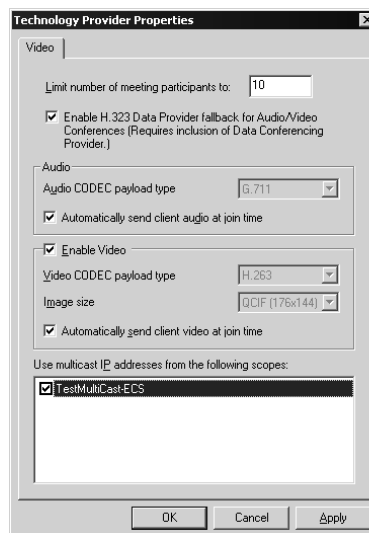 Technology Provider Properties
Video
Limit number of meeting participants to: 10
Enable H.323 Data Provider fallback for Audio/Video
Conferences (Requires inclusion of Data Conferencing
Provider.)
Audio
Audio CODEC payload type G.711
Automatically send client audio at join time
Enable Video
Video CODEC payload type H.263
Image size QCIF (176x144)
Automatically send client video at join time
Use multicast IP addresses from the following scopes:
TestMultiCast-ECS
OK Cancel Apply